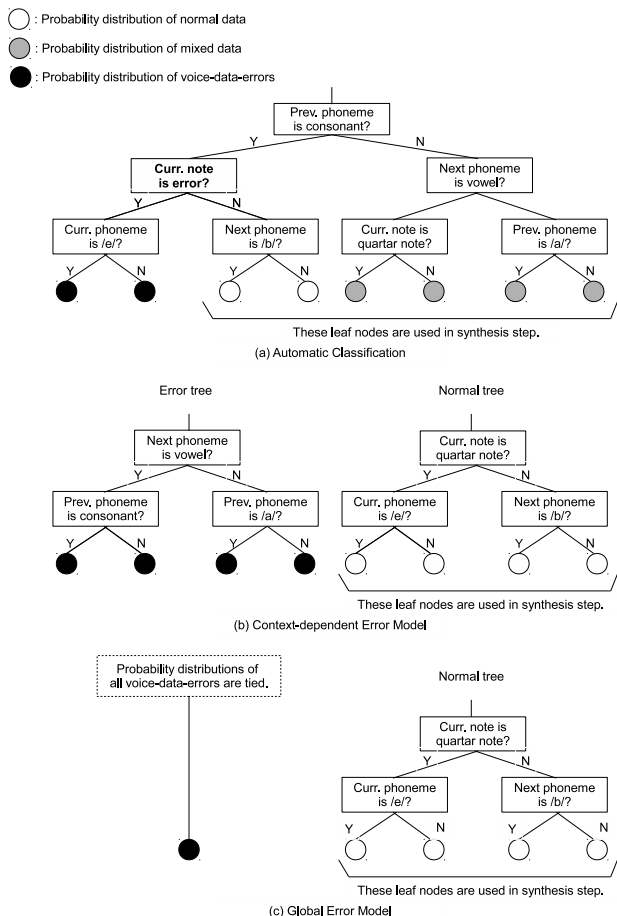 : Probability distribution of normal data
: Probability distribution of mixed data
: Probability distribution of voice-data-errors
Prev. phoneme
is consonant?
Y
N
Curr. note
is error?
Next phoneme
is vowel?
Y
N
Y
N
Curr. phoneme
is /e/?
Next phoneme
is /b/?
Curr. note is
quartar note?
Prev. phoneme
is /a/?
Y
N
Y
N
Y
N
Y
N
These leaf nodes are used in synthesis step.
(a) Automatic Classification
Error tree
Normal tree
Next phoneme
is vowel?
Curr. note is
quartar note?
Y
N
Y
N
Prev. phoneme
is consonant?
Prev. phoneme
is /a/?
Curr. phoneme
is /e/?
Next phoneme
is /b/?
Y
N
Y
N
Y
N
Y
N
These leaf nodes are used in synthesis step.
(b) Context-dependent Error Model
Probability distributions of
all voice-data-errors are tied.
Normal tree
Curr. note is
quartar note?
Y
N
Curr. phoneme
is /e/?
Next phoneme
is /b/?
Y
N
Y
N
These leaf nodes are used in synthesis step.
(c) Global Error Model